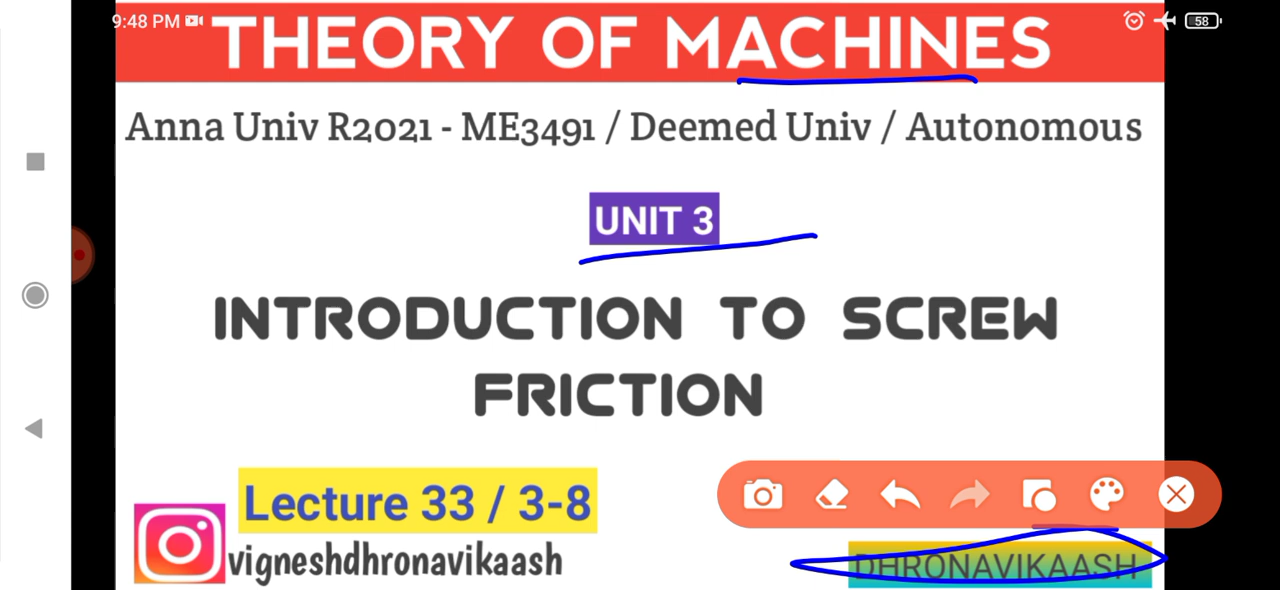 9:48 PM
58
THEORY OF MACHINES
Anna Univ R2021 - ME3491 / Deemed Univ / Autonomous
UNIT 3
INTRODUCTION TO SCREW
FRICTION
Lecture 33 / 3-8
vigneshdhronavikaash
DHRONAVIKAASH